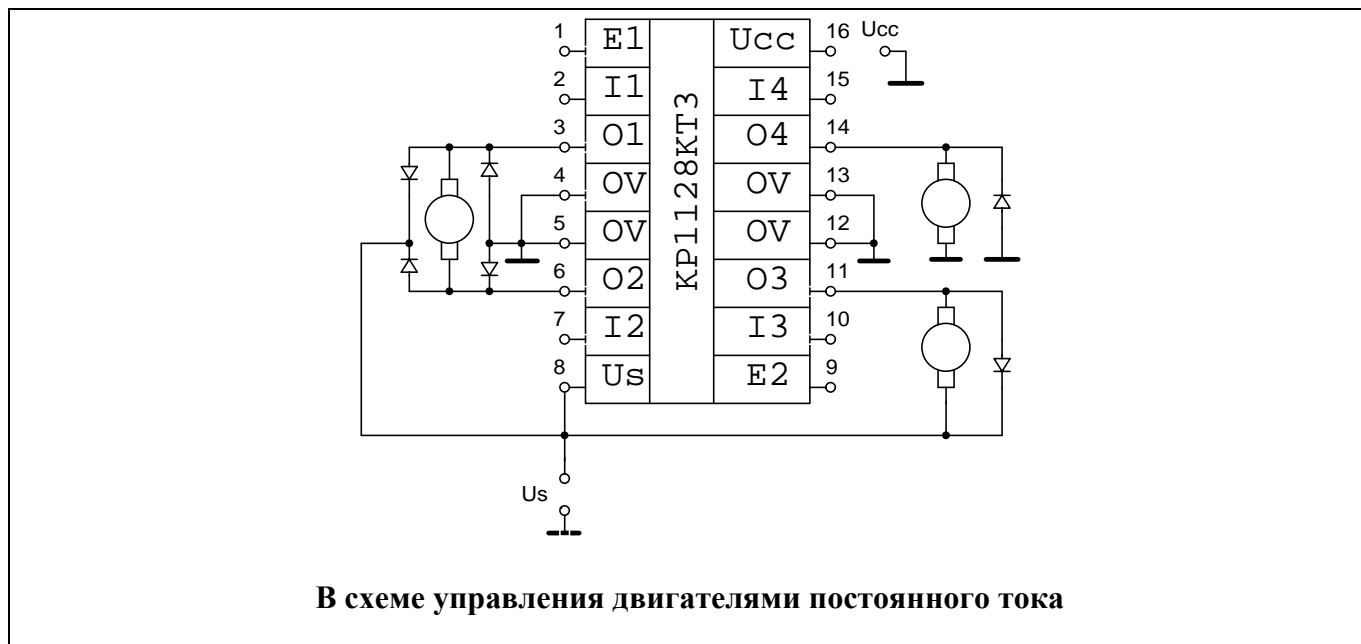 1 E1 Ucc 16 Ucc
2 I1 I4 15
3 O1 O4 14
4 OV OV 13
5 OV OV 12
6 O2 O3 11
7 I2 I3 10
8 Us E2 9
КР1128КТ3
Us
В схеме управления двигателями постоянного тока